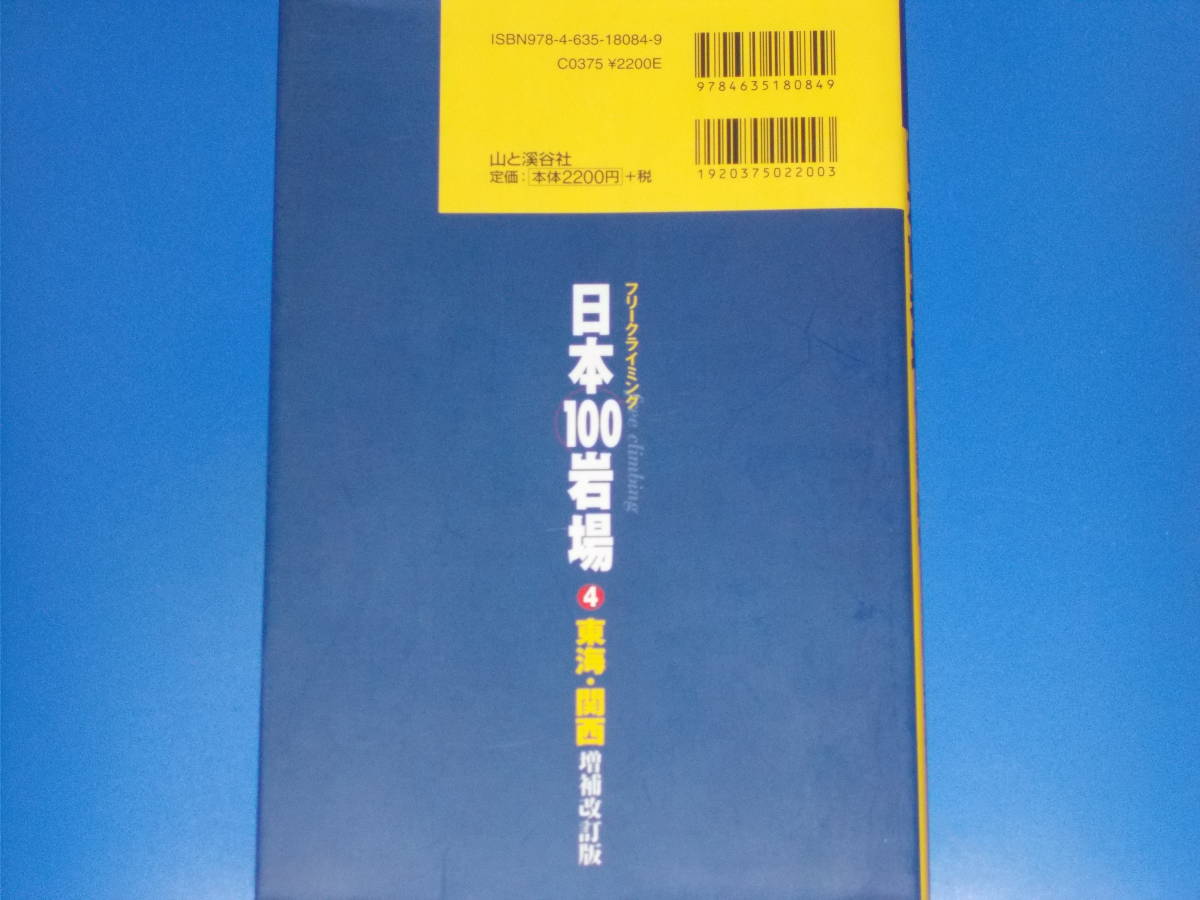 ISBN978-4-635-18084-9
C0375 ¥2200E
9784635180849
1920375022003
山と溪谷社
定価：本体2200円+税
フリークライミング
free climbing
日本100岩場
4 東海・関西 増補改訂版